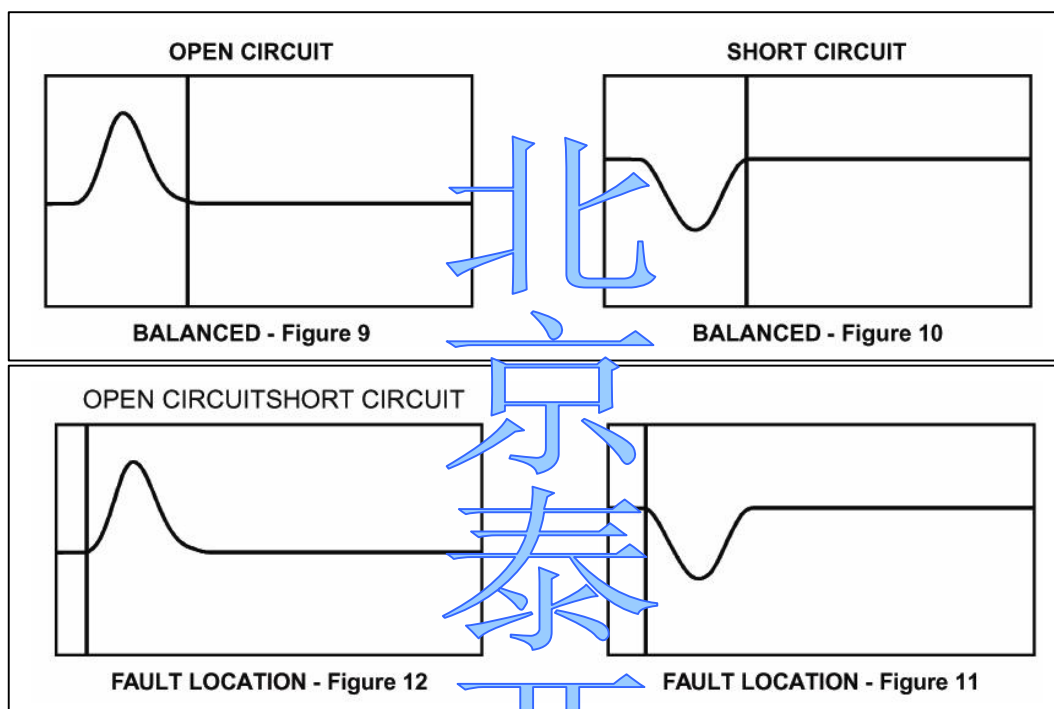 OPEN CIRCUIT
SHORT CIRCUIT
BALANCED - Figure 9
BALANCED - Figure 10
OPEN CIRCUITSHORT CIRCUIT
FAULT LOCATION - Figure 12
FAULT LOCATION - Figure 11
北
京
泰